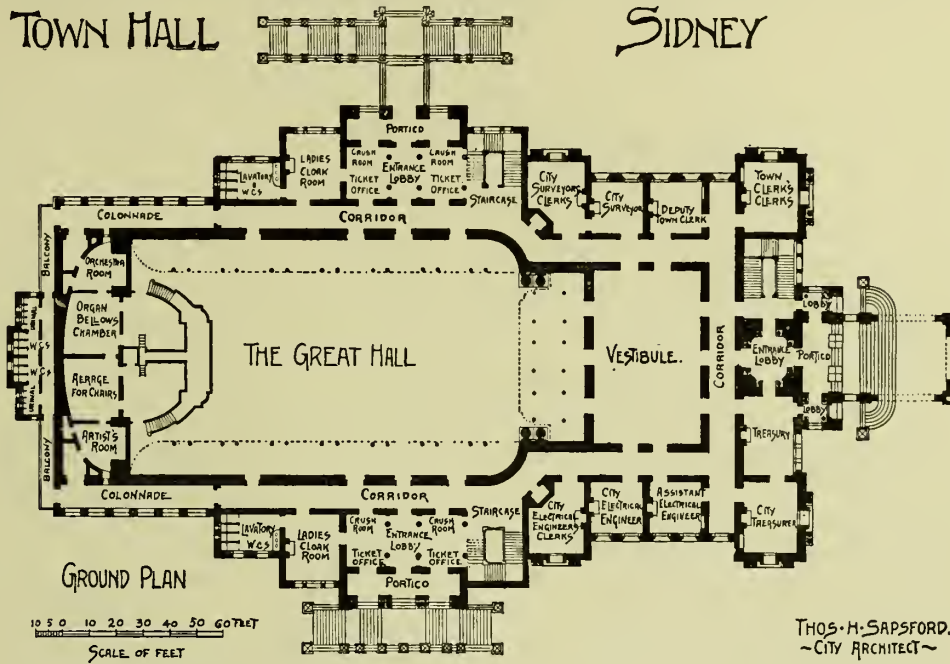 TOWN HALL
SIDNEY
PORTICO
CRUSH
ROOM
CRUSH
ROOM
TICKET
OFFICE
ENTRANCE
LOBBY
TICKET
OFFICE
LADIES
CLOAK
ROOM
LAVATORY
&
W.C.S
STAIRCASE
CITY
SURVEYORS
CLERKS
CITY
SURVEYOR
DEPUTY
TOWN CLERK
TOWN
CLERK'S
CLERKS
COLONNADE
CORRIDOR
BALCONY
ORCHESTRA
ROOM
ORGAN
BELLOWS
CHAMBER
URINAL
W.C.S
W.C.S
URINAL
AERAGE
FOR CHAIRS
ARTIST'S
ROOM
BALCONY
THE GREAT HALL
VESTIBULE.
CORRIDOR
LOBBY
ENTRANCE
LOBBY
PORTICO
LOBBY
TREASURY
COLONNADE
CORRIDOR
LAVATORY
&
W.C.S
LADIES
CLOAK
ROOM
CRUSH
ROOM
ENTRANCE
LOBBY
CRUSH
ROOM
TICKET
OFFICE
TICKET
OFFICE
PORTICO
STAIRCASE
CITY
ELECTRICAL
ENGINEERS
CLERKS
CITY
ELECTRICAL
ENGINEER
ASSISTANT
ELECTRICAL
ENGINEER
CITY
TREASURER
GROUND PLAN
10 5 0 10 20 30 40 50 60 FEET
SCALE OF FEET
THOS. H. SAPSFORD.
~CITY ARCHITECT~